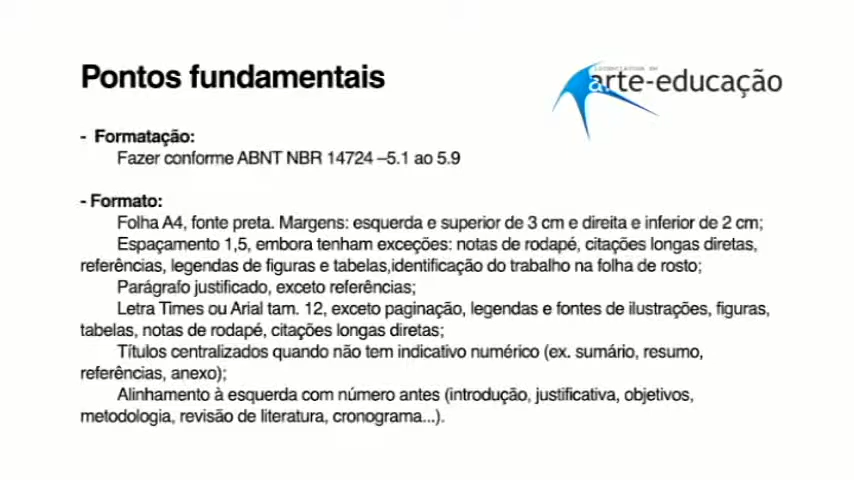 Pontos fundamentais
arte-educação
- Formatação:
Fazer conforme ABNT NBR 14724 –5.1 ao 5.9
- Formato:
Folha A4, fonte preta. Margens: esquerda e superior de 3 cm e direita e inferior de 2 cm;
Espaçamento 1,5, embora tenham exceções: notas de rodapé, citações longas diretas,
referências, legendas de figuras e tabelas,identificação do trabalho na folha de rosto;
Parágrafo justificado, exceto referências;
Letra Times ou Arial tam. 12, exceto paginação, legendas e fontes de ilustrações, figuras,
tabelas, notas de rodapé, citações longas diretas;
Títulos centralizados quando não tem indicativo numérico (ex. sumário, resumo,
referências, anexo);
Alinhamento à esquerda com número antes (introdução, justificativa, objetivos,
metodologia, revisão de literatura, cronograma...).